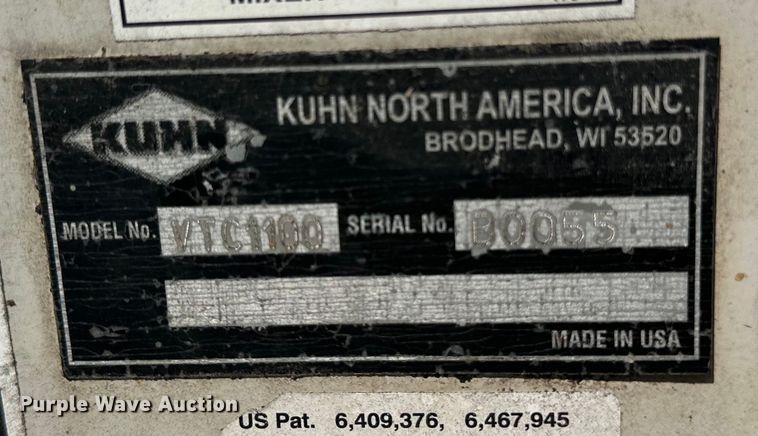 KUHN
KUHN NORTH AMERICA, INC.
BRODHEAD, WI 53520
MODEL No. VTC1100 SERIAL No. B0055
MADE IN USA
Purple Wave Auction
US Pat. 6,409,376, 6,467,945